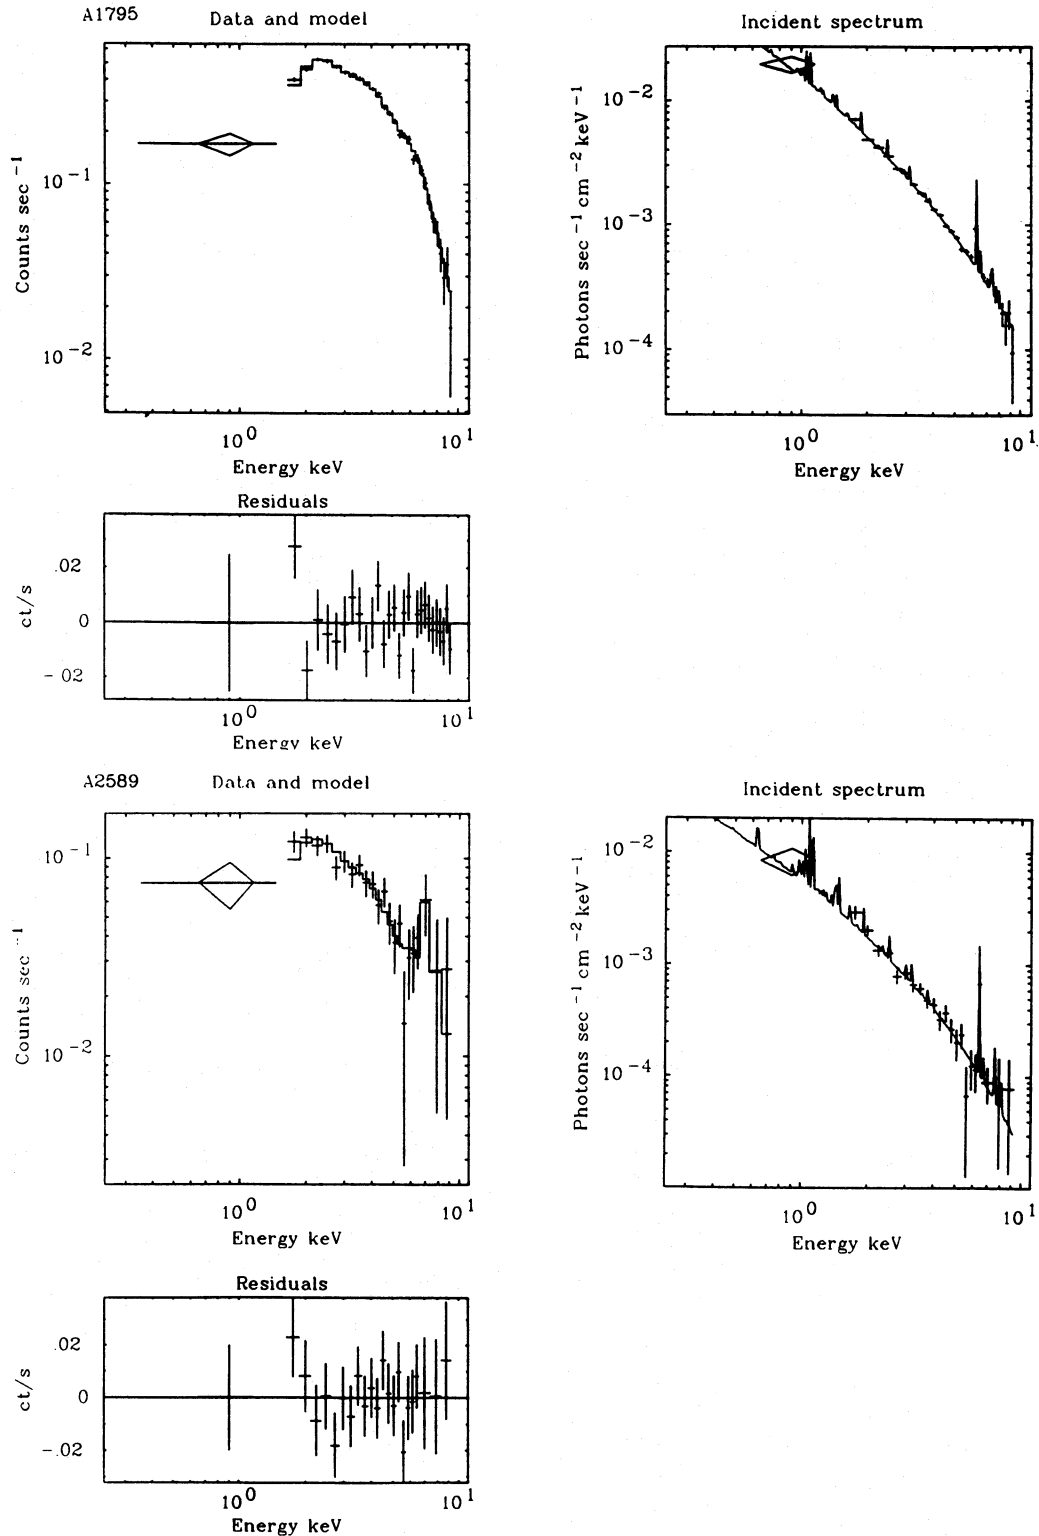 A1795
Data and model
Incident spectrum
Counts sec⁻¹
10⁻¹
10⁻²
10⁰
10¹
Energy keV
Photons sec⁻¹ cm⁻² keV⁻¹
10⁻²
10⁻³
10⁻⁴
10⁰
10¹
Energy keV
Residuals
ct/s
.02
0
-.02
10⁰
10¹
Energy keV
A2589
Data and model
Incident spectrum
Counts sec⁻¹
10⁻¹
10⁻²
10⁰
10¹
Energy keV
Photons sec⁻¹ cm⁻² keV⁻¹
10⁻²
10⁻³
10⁻⁴
10⁰
10¹
Energy keV
Residuals
ct/s
.02
0
-.02
10⁰
10¹
Energy keV